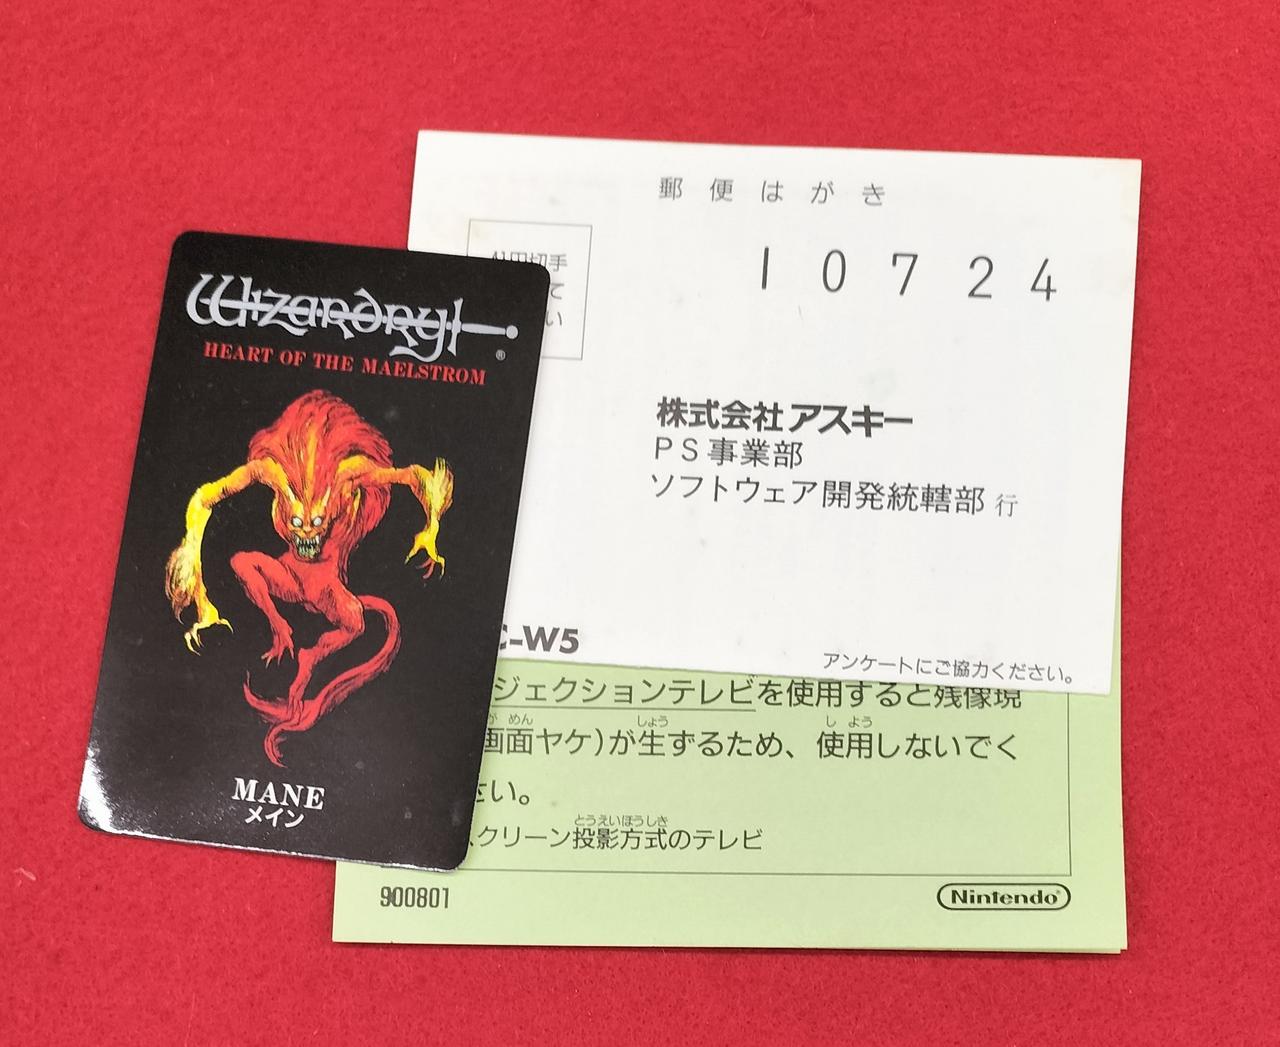 Wizardry®
HEART OF THE MAELSTROM
MANE
メイン
郵便はがき
切手
て
い
10724
株式会社アスキー
PS事業部
ソフトウェア開発統轄部 行
-W5
アンケートにご協力ください。
ジェクションテレビを使用すると残像現
画面ヤケ)が生ずるため、使用しないでく
さい。
クリーン投影方式のテレビ
900801
Nintendo®